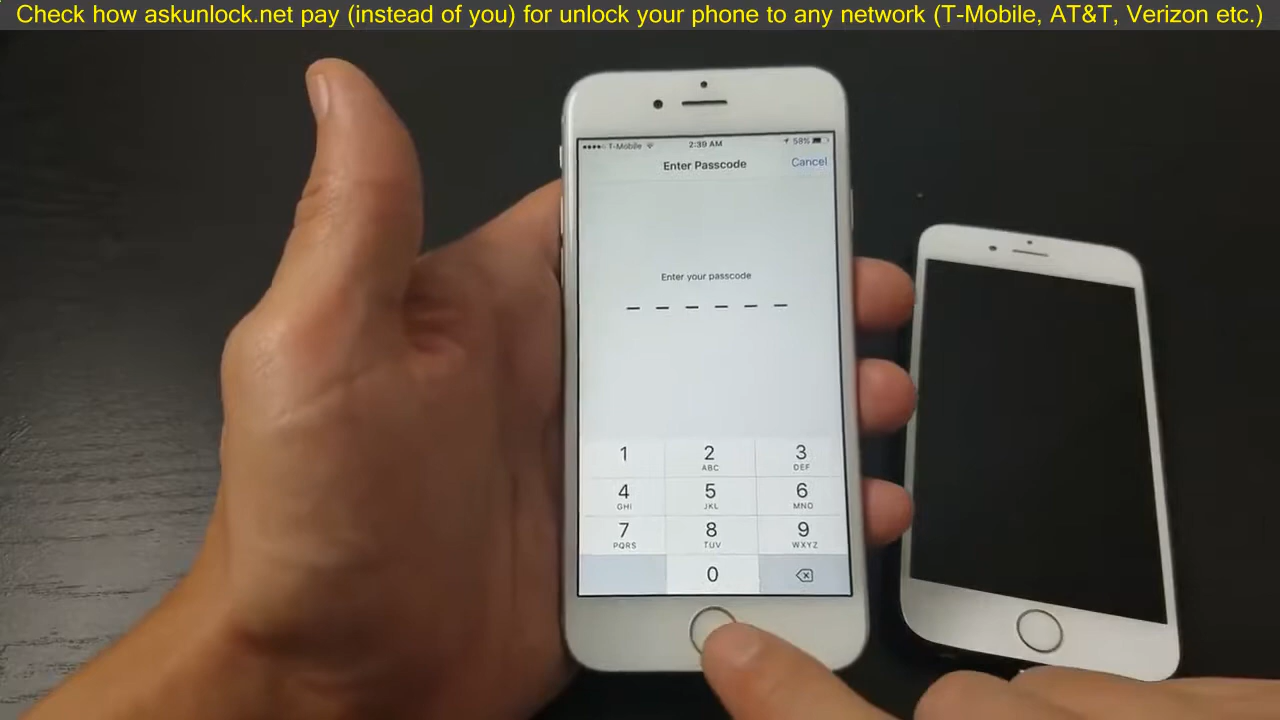 Check how askunlock.net pay (instead of you) for unlock your phone to any network (T-Mobile, AT&T, Verizon etc.)
T-Mobile 2:39 AM 58%
Enter Passcode Cancel
Enter your passcode
1 2 3
ABC DEF
4 5 6
GHI JKL MNO
7 8 9
PQRS TUV WXYZ
0